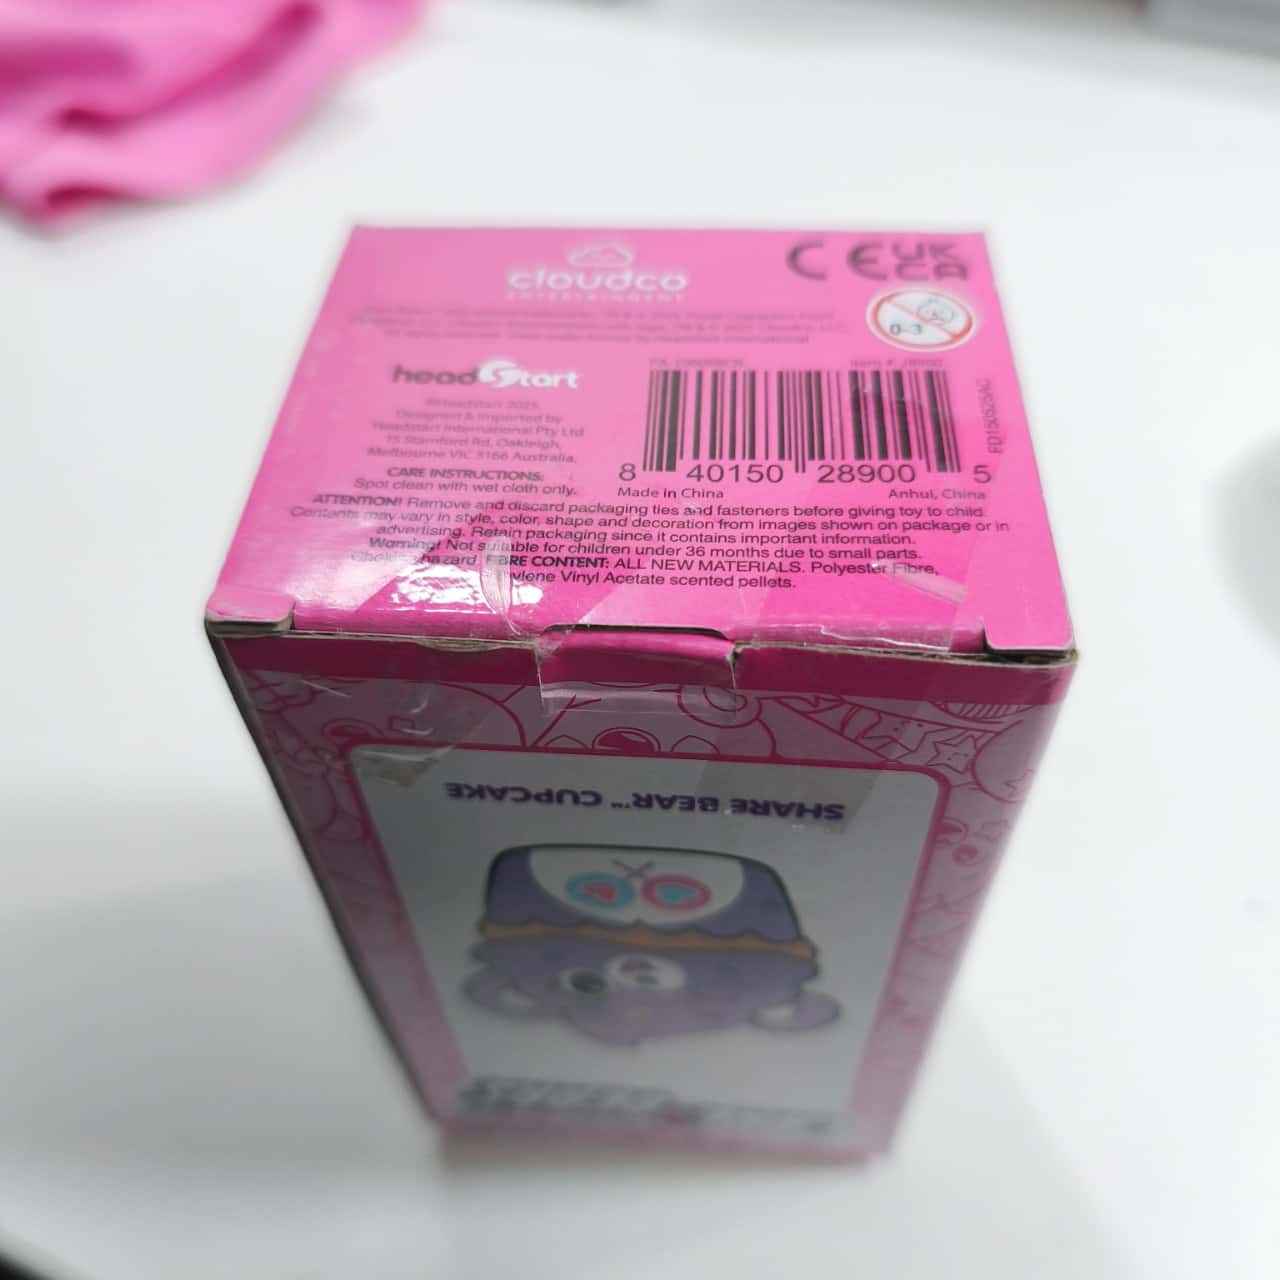 cloudco
ENTERTAINMENT
CE UK
CA
0-3
headstart
©Headstart 2025.
Designed & Imported by
Headstart International Pty Ltd
15 Stamford Rd, Oakleigh,
Melbourne VIC 3166 Australia.
CARE INSTRUCTIONS:
Spot clean with wet cloth only.
8 40150 28900 5
Made in China Anhui, China
ATTENTION! Remove and discard packaging ties and fasteners before giving toy to child.
Contents may vary in style, color, shape and decoration from images shown on package or in
advertising. Retain packaging since it contains important information.
Warning! Not suitable for children under 36 months due to small parts.
hazard. FIBRE CONTENT: ALL NEW MATERIALS. Polyester Fibre,
Vinyl Acetate scented pellets.
SHARE BEAR™ CUPCAKE